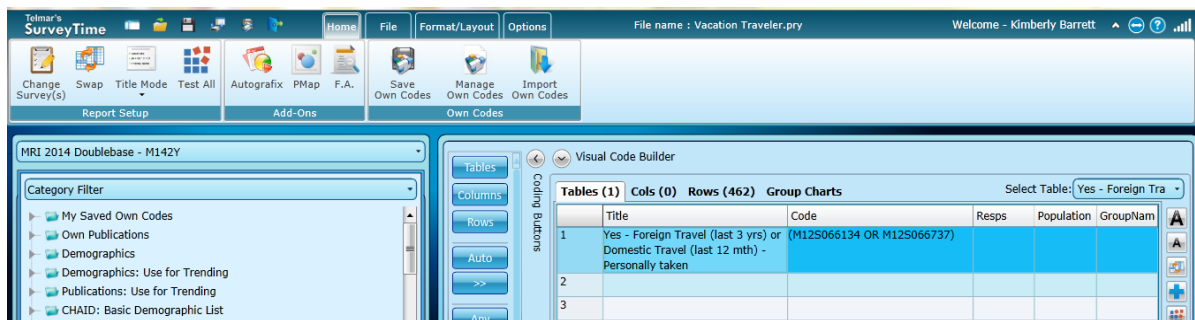 Telmar's
SurveyTime
Home
File
Format/Layout
Options
File name : Vacation Traveler.pry
Welcome - Kimberly Barrett
Change
Survey(s)
Swap
Title Mode
Test All
Autografix
PMap
F.A.
Save
Own Codes
Manage
Own Codes
Import
Own Codes
Report Setup
Add-Ons
Own Codes
MRI 2014 Doublebase - M142Y
Category Filter
My Saved Own Codes
Own Publications
Demographics
Demographics: Use for Trending
Publications: Use for Trending
CHAID: Basic Demographic List
Tables
Columns
Rows
Auto
>>
Any
Coding Buttons
Visual Code Builder
Tables (1)
Cols (0)
Rows (462)
Group Charts
Select Table:
Yes - Foreign Tra
Title
Code
Resps
Population
GroupNam
1
Yes - Foreign Travel (last 3 yrs) or
Domestic Travel (last 12 mth) -
Personally taken
(M12S066134 OR M12S066737)
2
3
A
A